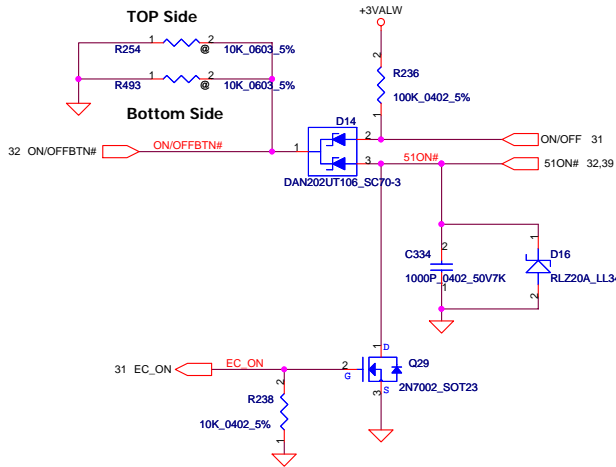 TOP Side
+3VALW
R254
1
2
@
10K_0603_5%
R493
1
2
@
10K_0603_5%
2
R236
100K_0402_5%
1
Bottom Side
D14
32 ON/OFFBTN#
ON/OFFBTN#
1
2
ON/OFF 31
3
51ON#
51ON# 32,39
DAN202UT106_SC70-3
2
C334
1000P_0402_50V7K
1
1
D16
RLZ20A_LL34
2
1
D
31 EC_ON
EC_ON
2
G
Q29
2N7002_SOT23
S
3
2
R238
10K_0402_5%
1